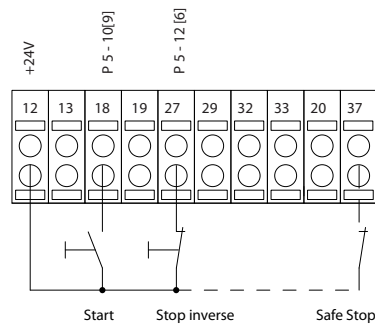 +24V
P 5 - 10[9]
P 5 - 12 [6]
12 13 18 19 27 29 32 33 20 37
Start Stop inverse Safe Stop